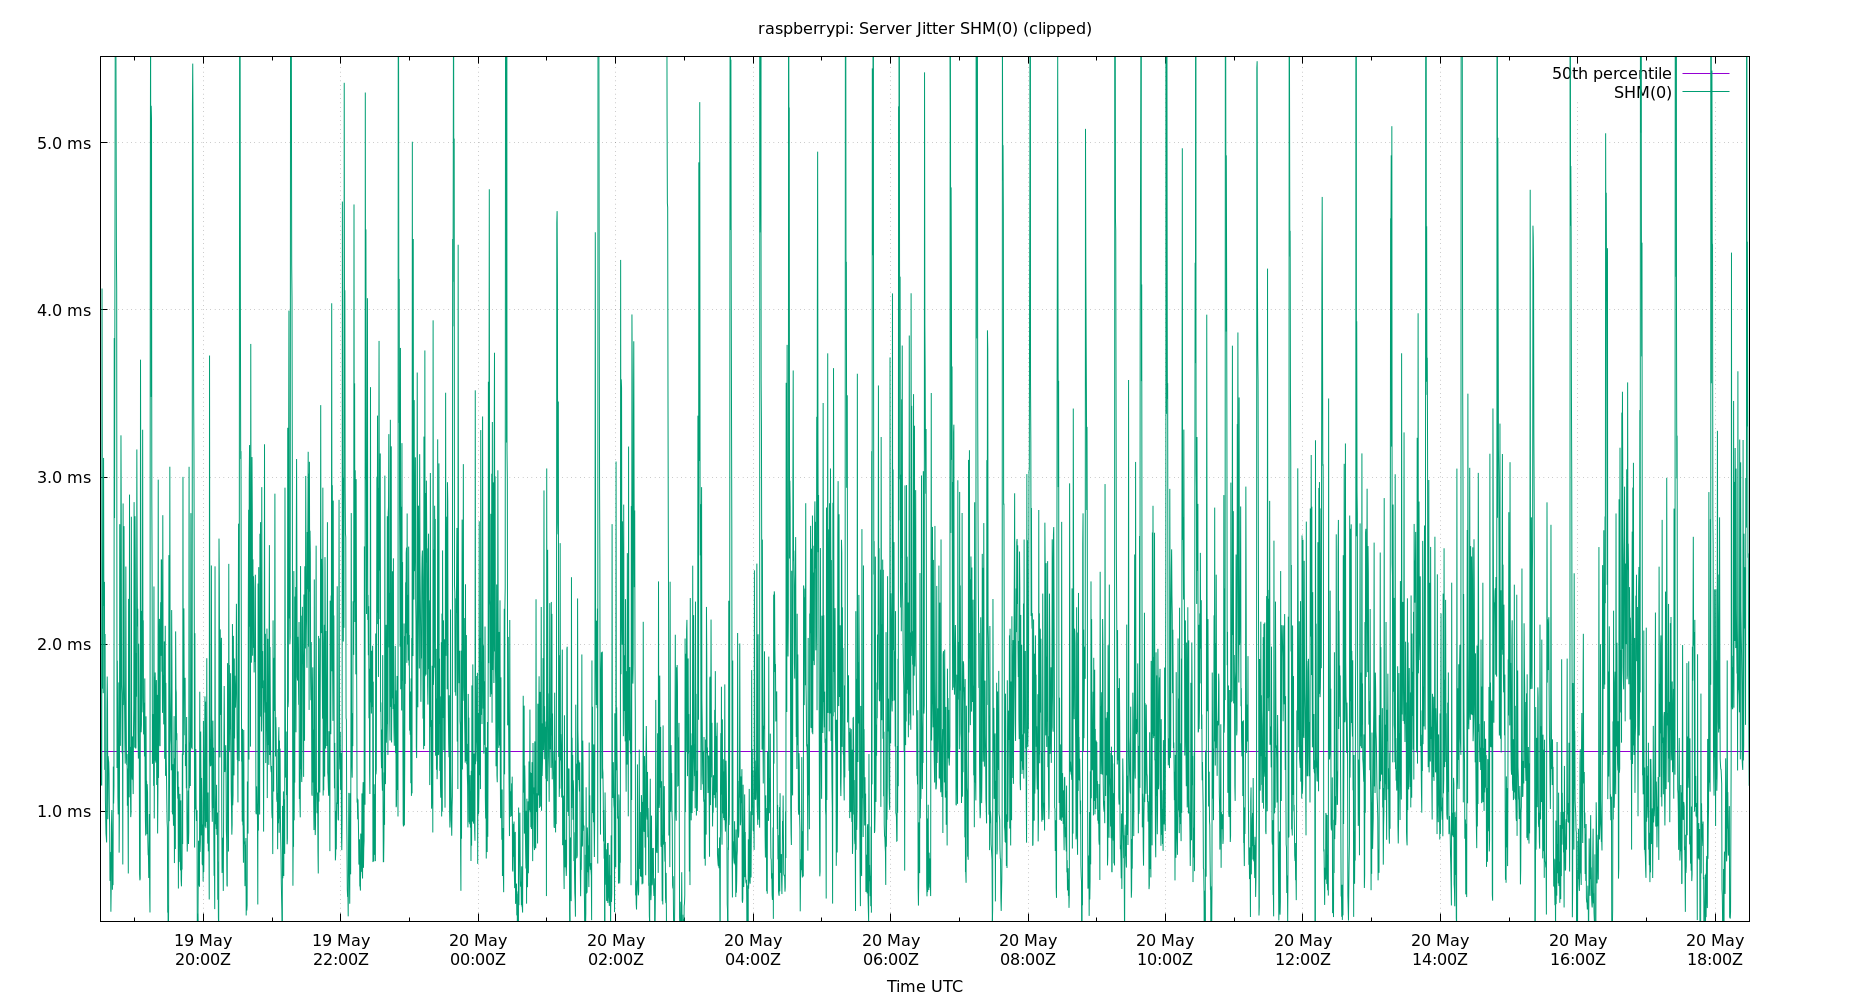 raspberrypi: Server Jitter SHM(0) (clipped)
50th percentile
SHM(0)
5.0 ms
4.0 ms
3.0 ms
2.0 ms
1.0 ms
19 May 19 May 20 May 20 May 20 May 20 May 20 May 20 May 20 May 20 May 20 May 20 May
20:00Z 22:00Z 00:00Z 02:00Z 04:00Z 06:00Z 08:00Z 10:00Z 12:00Z 14:00Z 16:00Z 18:00Z
Time UTC